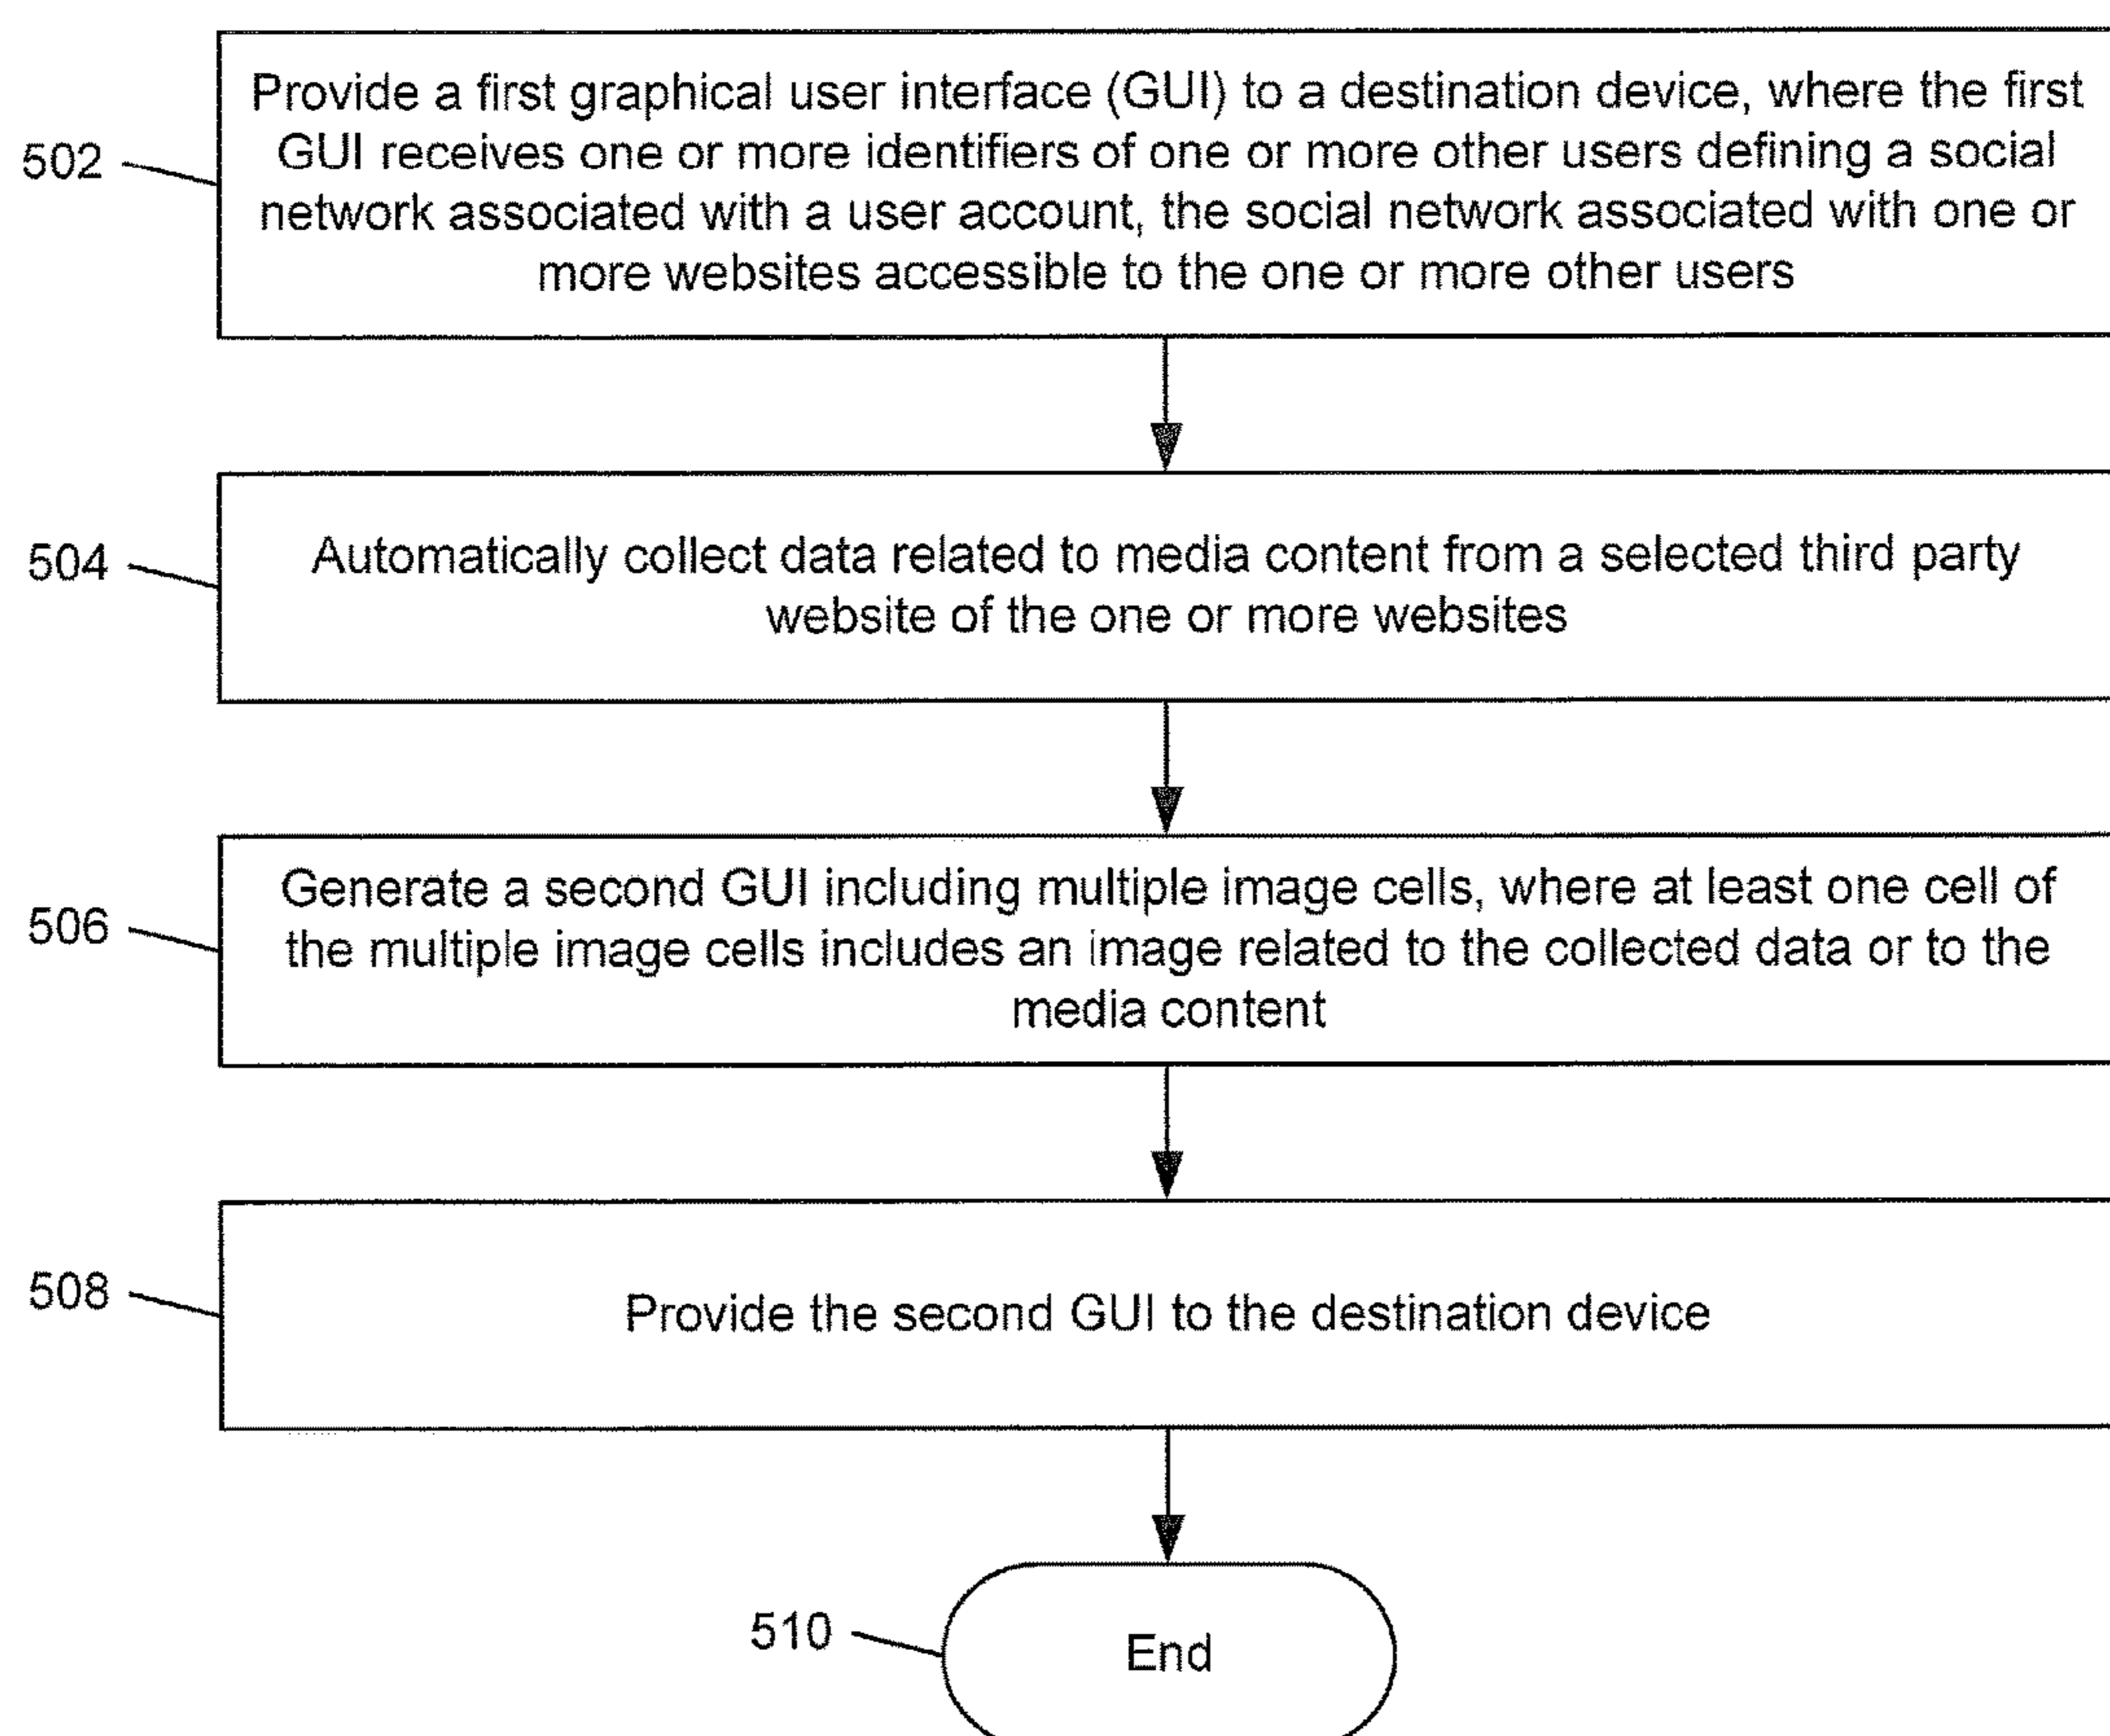 Provide a first graphical user interface (GUI) to a destination device, where the first
502
GUI receives one or more identifiers of one or more other users defining a social
network associated with a user account, the social network associated with one or
more websites accessible to the one or more other users
504
Automatically collect data related to media content from a selected third party
website of the one or more websites
506
Generate a second GUI including multiple image cells, where at least one cell of
the multiple image cells includes an image related to the collected data or to the
media content
508
Provide the second GUI to the destination device
510
End